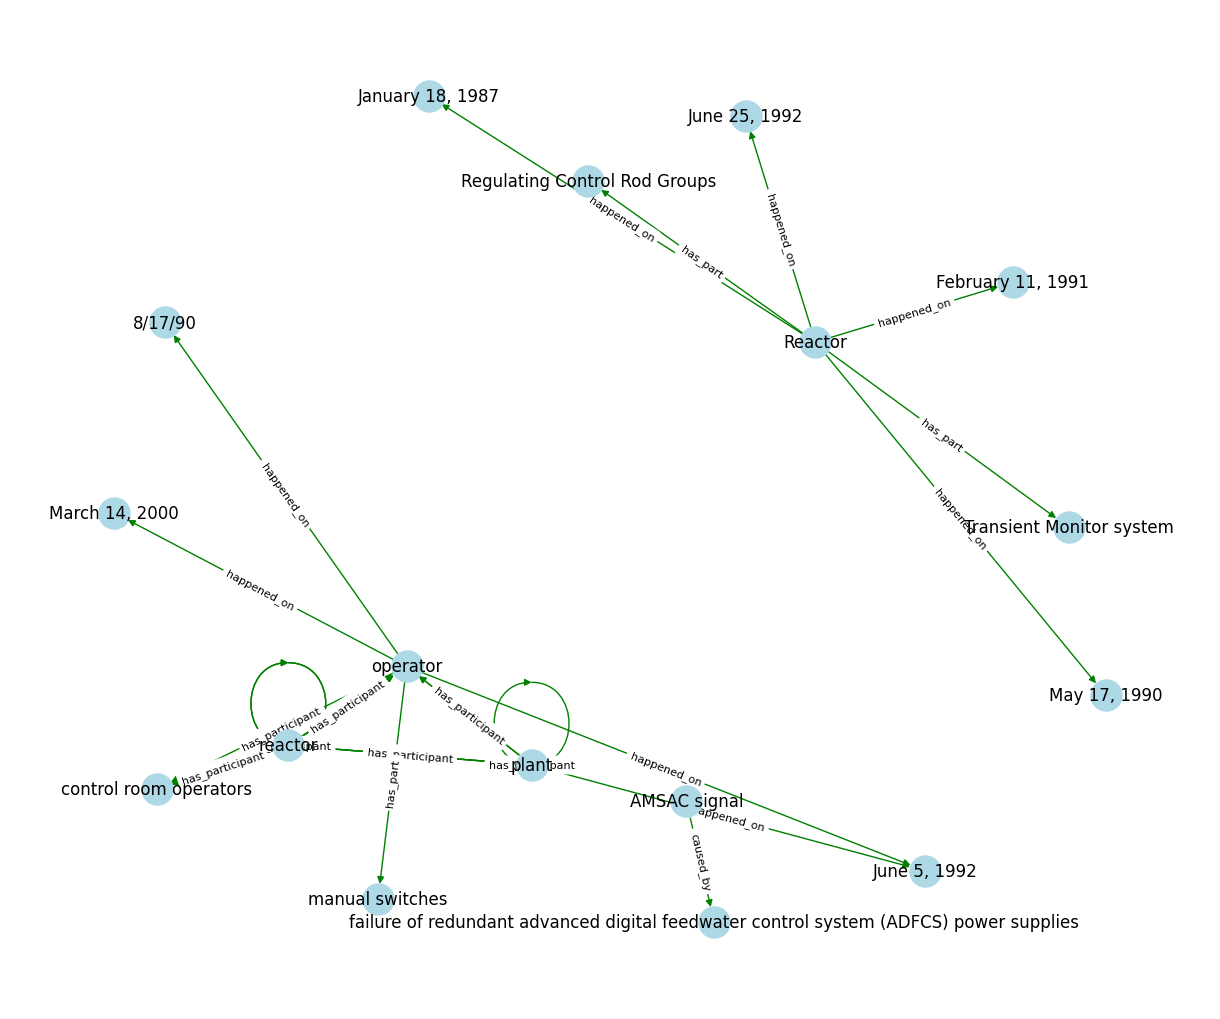 January 18, 1987
June 25, 1992
Regulating Control Rod Groups
happened_on
happened_on
has_part
February 11, 1991
happened_on
8/17/90
Reactor
has_part
happened_on
March 14, 2000
happened_on
Transient Monitor system
happened_on
operator
May 17, 1990
has_participant
has_participant
has_participant
reactor
has_participant
has_participant
plant
happened_on
control room operators
has_part
AMSAC signal
happened_on
caused_by
June 5, 1992
manual switches
failure of redundant advanced digital feedwater control system (ADFCS) power supplies